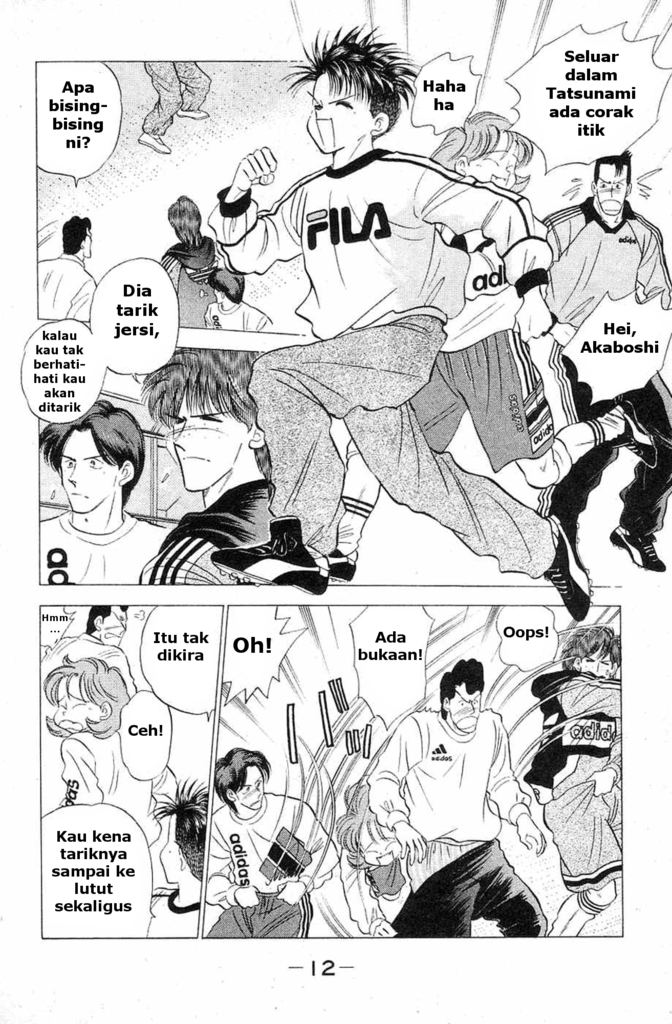 Apa
bising-
bising
ni?
Haha
ha
Seluar
dalam
Tatsunami
ada corak
itik
FILA
adidas
adi
Hei,
Akaboshi
Dia
tarik
jersi,
kalau
kau tak
berhati-
hati kau
akan
ditarik
adidas
Hmm
...
Itu tak
dikira
Ceh!
Kau kena
tariknya
sampai ke
lutut
sekaligus
Oh!
Ada
bukaan!
Oops!
adidas
adidas
adidas
-12-